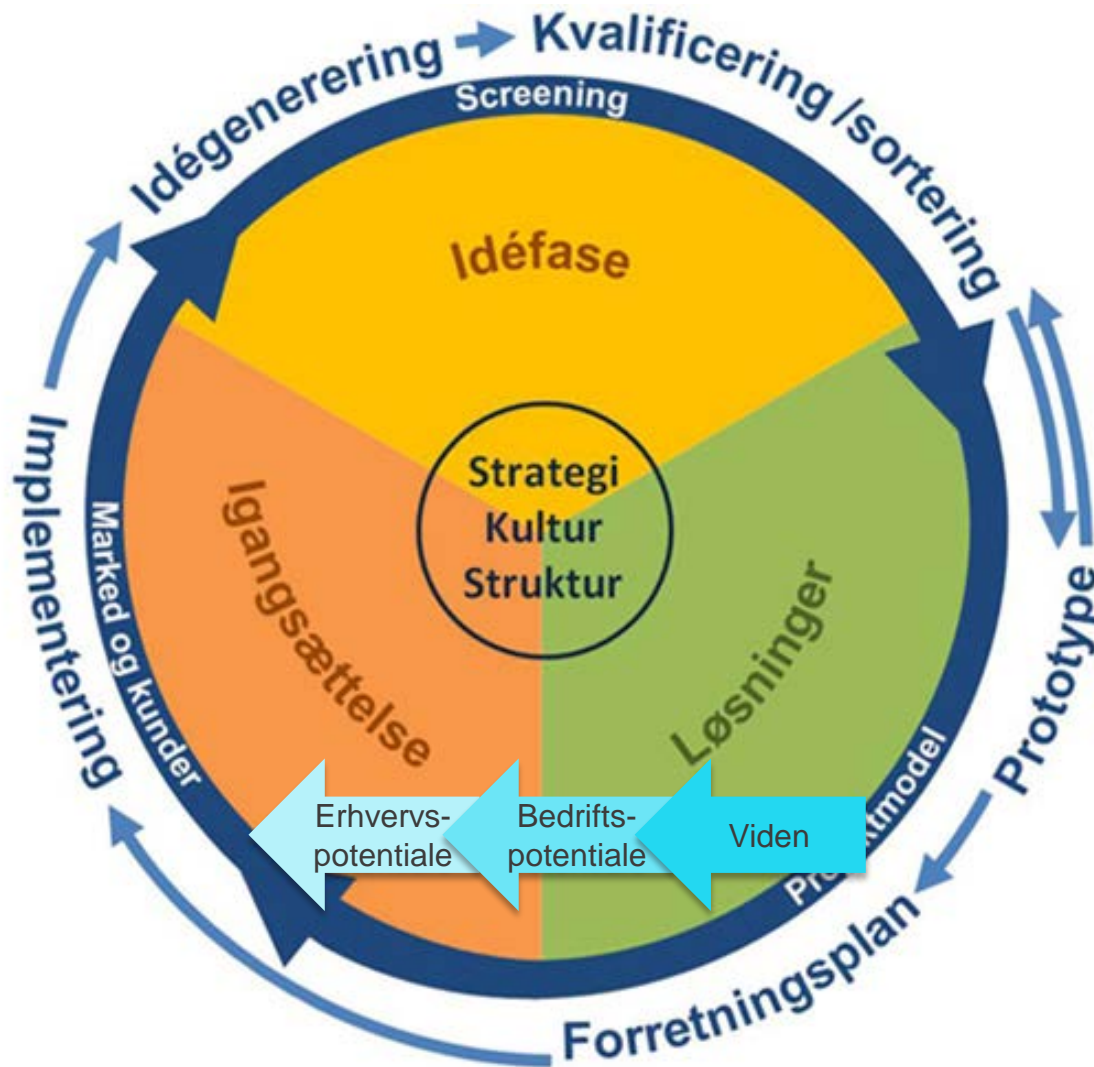 Idégenerering
Kvalificering /sortering
Screening
Idéfase
Strategi
Kultur
Struktur
Implementering
Marked og kunder
Igangsættelse
Løsninger
Prototype
Erhvervs-
potentiale
Bedrifts-
potentiale
Viden
ktmodel
Forretningsplan